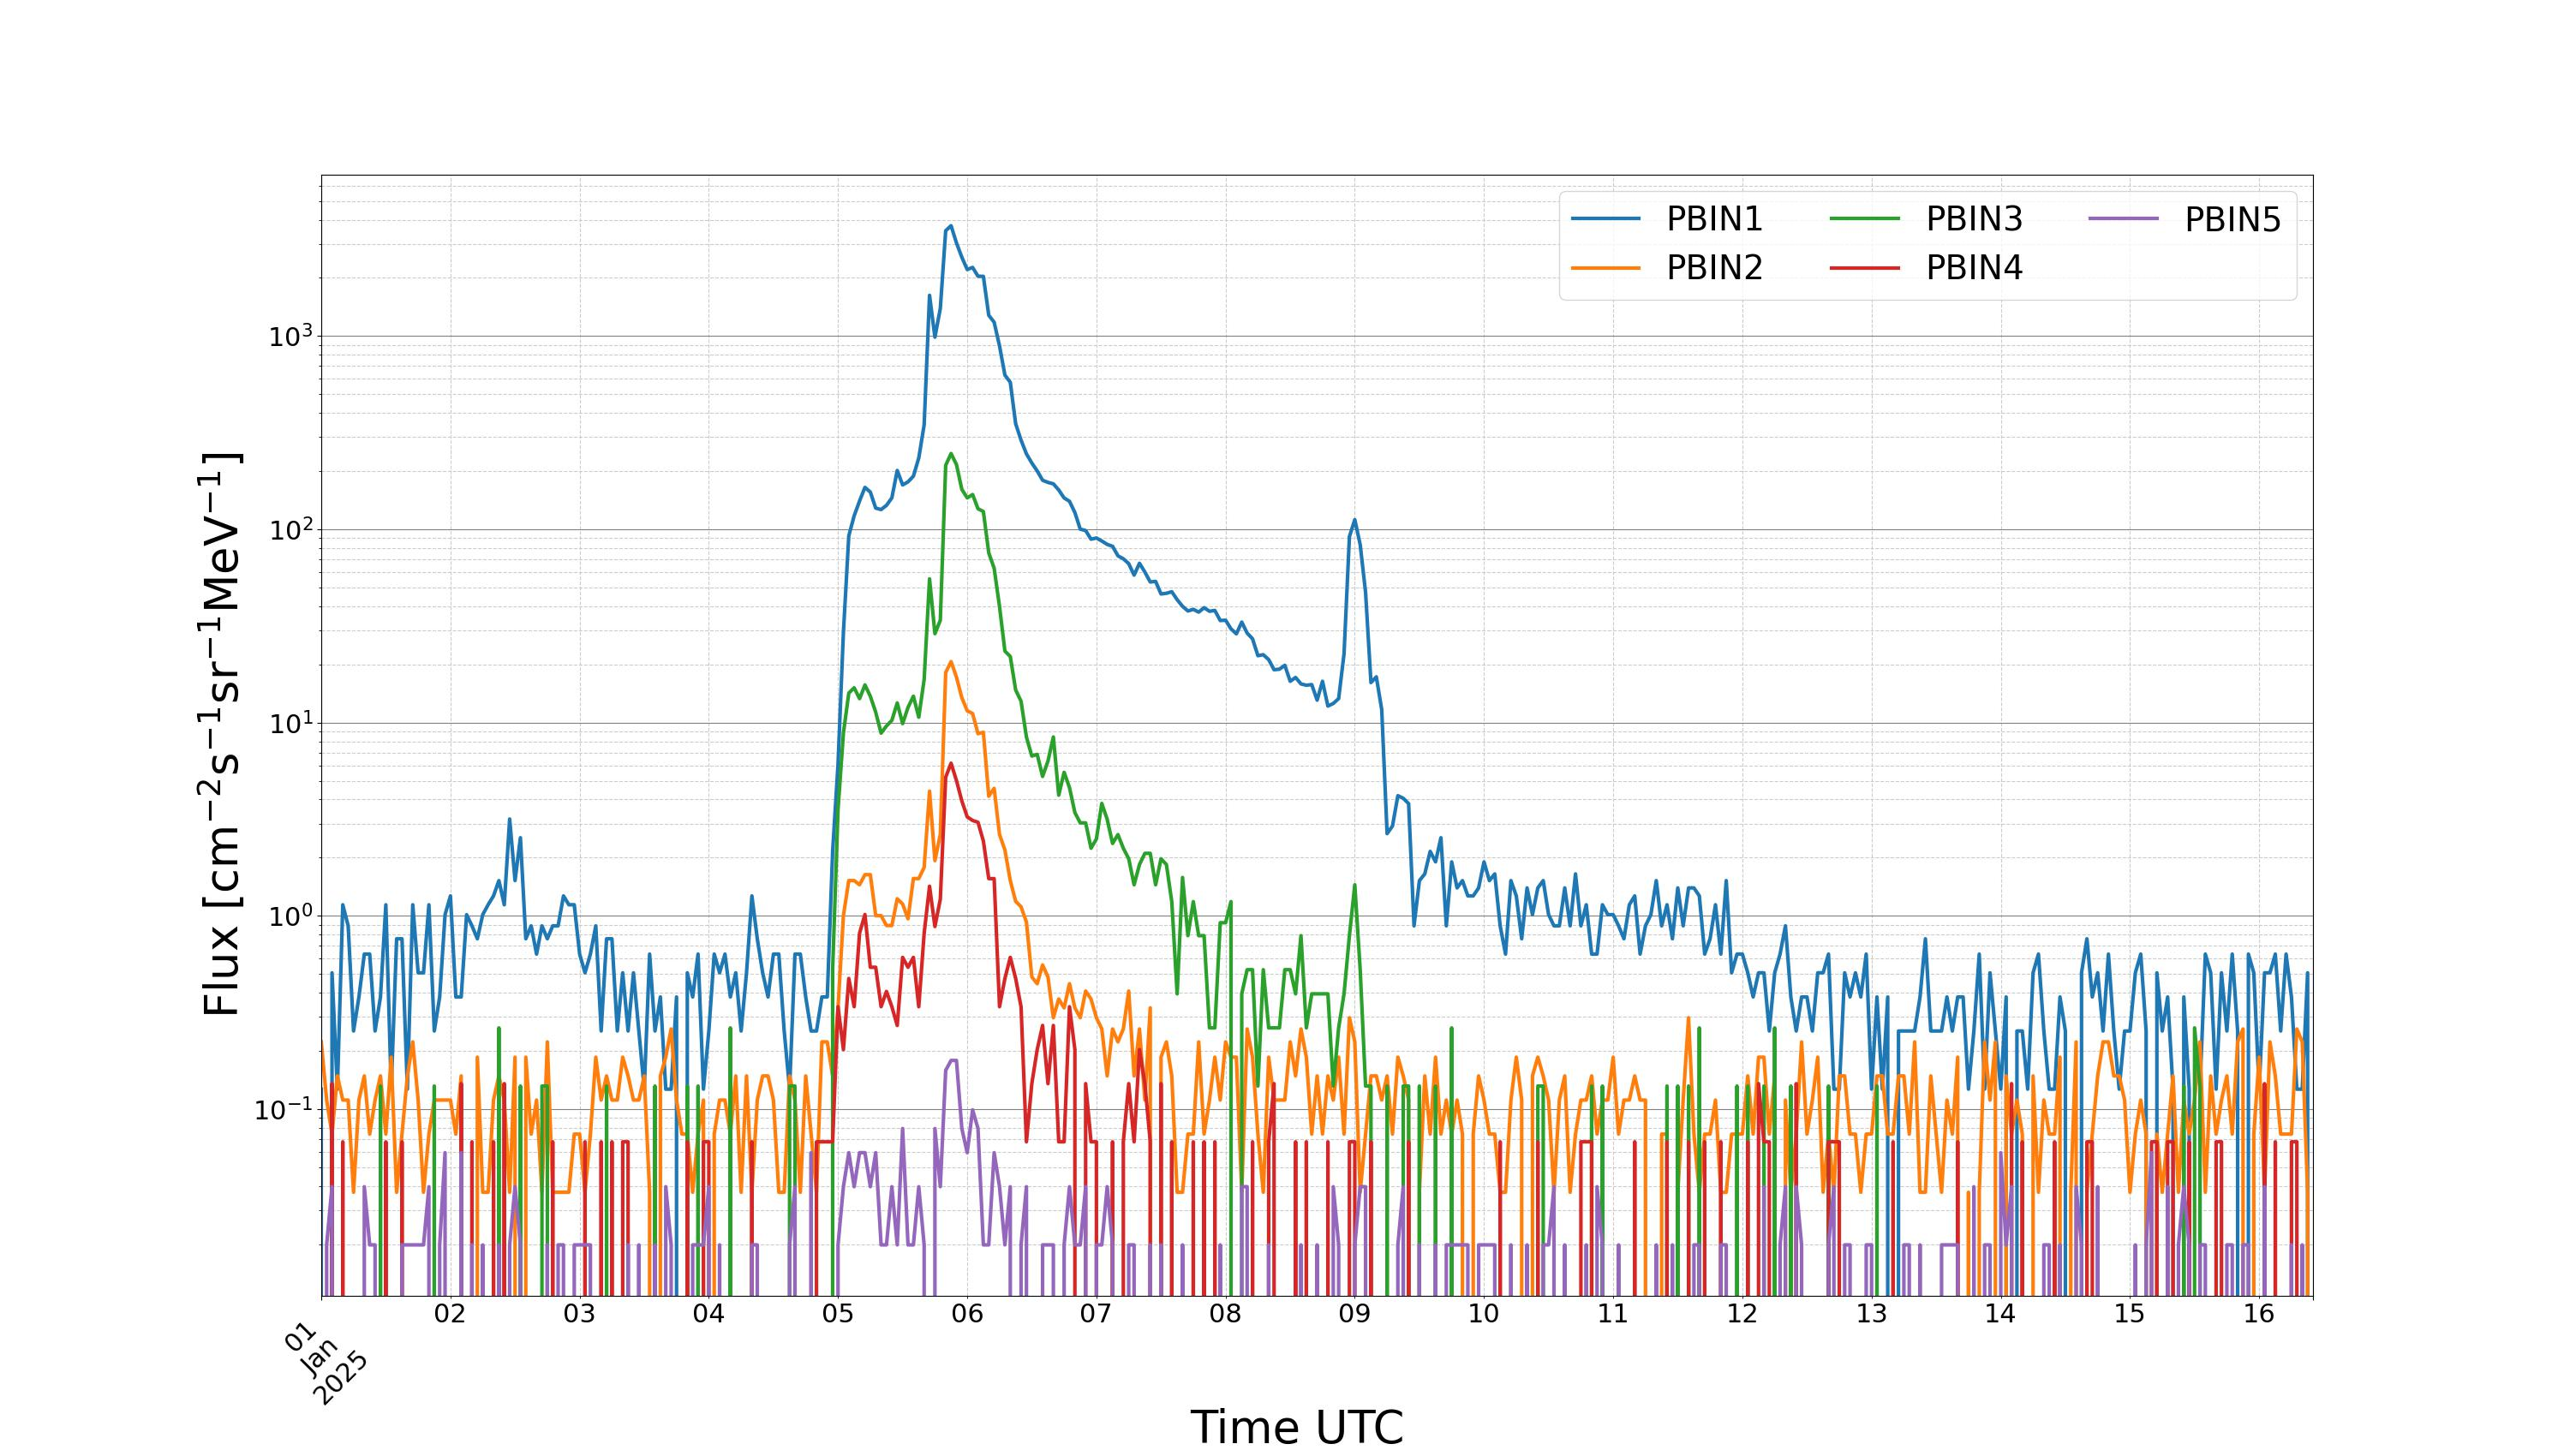 PBIN1 PBIN3 PBIN5
PBIN2 PBIN4
Flux [cm⁻²s⁻¹sr⁻¹MeV⁻¹]
10³
10²
10¹
10⁰
10⁻¹
01 02 03 04 05 06 07 08 09 10 11 12 13 14 15 16
Jan
2025
Time UTC